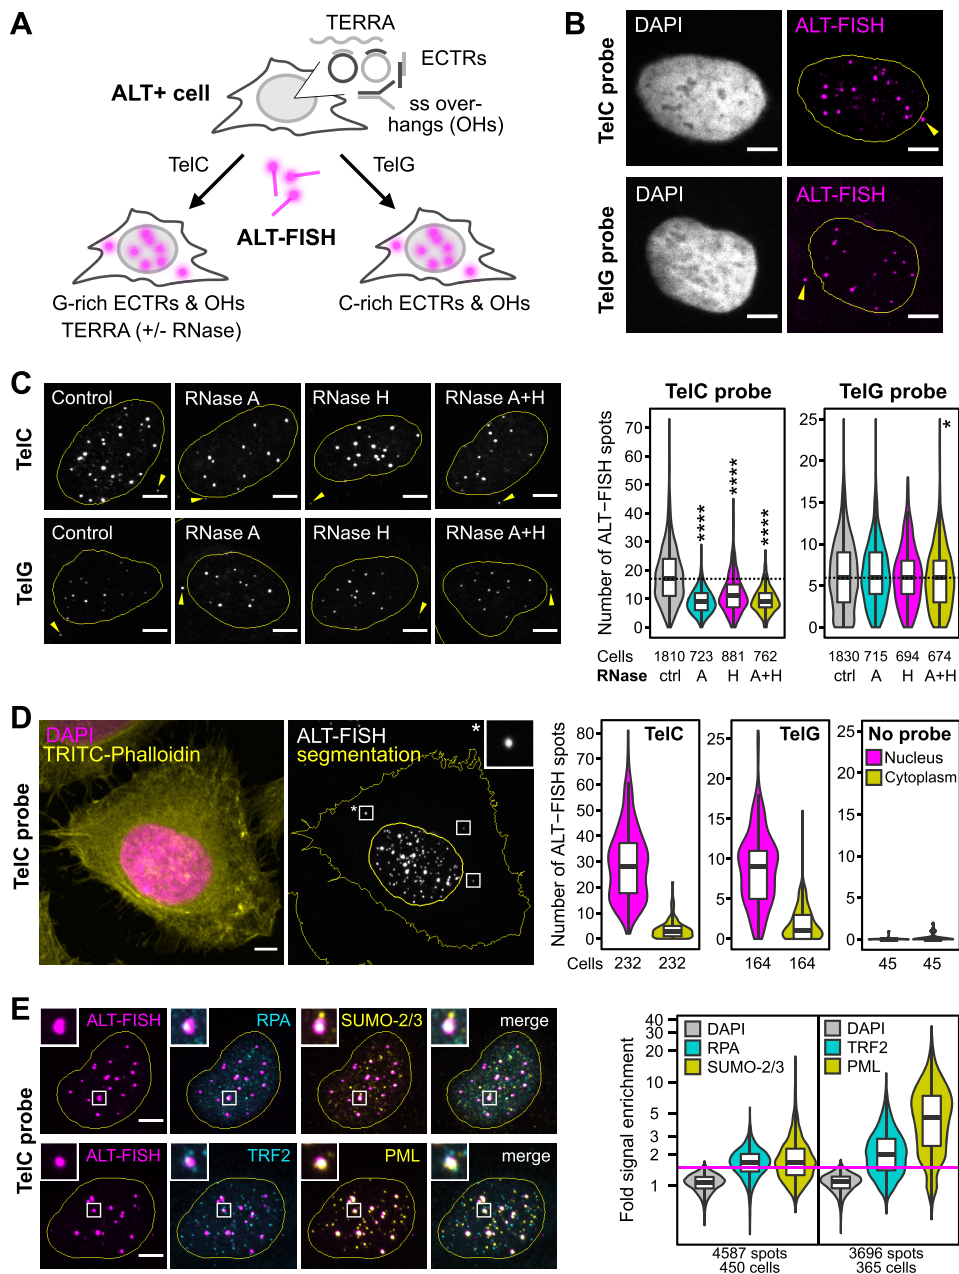 A
TERRA
ECTRs
ALT+ cell
ss over-
hangs (OHs)
TelC
TelG
ALT-FISH
G-rich ECTRs & OHs
TERRA (+/- RNase)
C-rich ECTRs & OHs
B
TelC probe
DAPI
ALT-FISH
TelG probe
DAPI
ALT-FISH
C
TelC
Control
RNase A
RNase H
RNase A+H
TelG
Control
RNase A
RNase H
RNase A+H
TelC probe
TelG probe
Number of ALT-FISH spots
70
60
50
40
30
20
10
0
****
****
****
25
20
15
10
5
0
*
Cells
1810 723 881 762
1830 715 694 674
RNase
ctrl A H A+H
ctrl A H A+H
D
TelC probe
DAPI
TRITC-Phalloidin
ALT-FISH
segmentation
*
*
Number of ALT-FISH spots
80
70
60
50
40
30
20
10
0
TelC
25
20
15
10
5
0
TelG
25
20
15
10
5
0
No probe
Nucleus
Cytoplasm
Cells
232 232
164 164
45 45
E
TelC probe
ALT-FISH
RPA
SUMO-2/3
merge
ALT-FISH
TRF2
PML
merge
Fold signal enrichment
40
30
20
10
5
3
2
1
DAPI
RPA
SUMO-2/3
DAPI
TRF2
PML
4587 spots
450 cells
3696 spots
365 cells